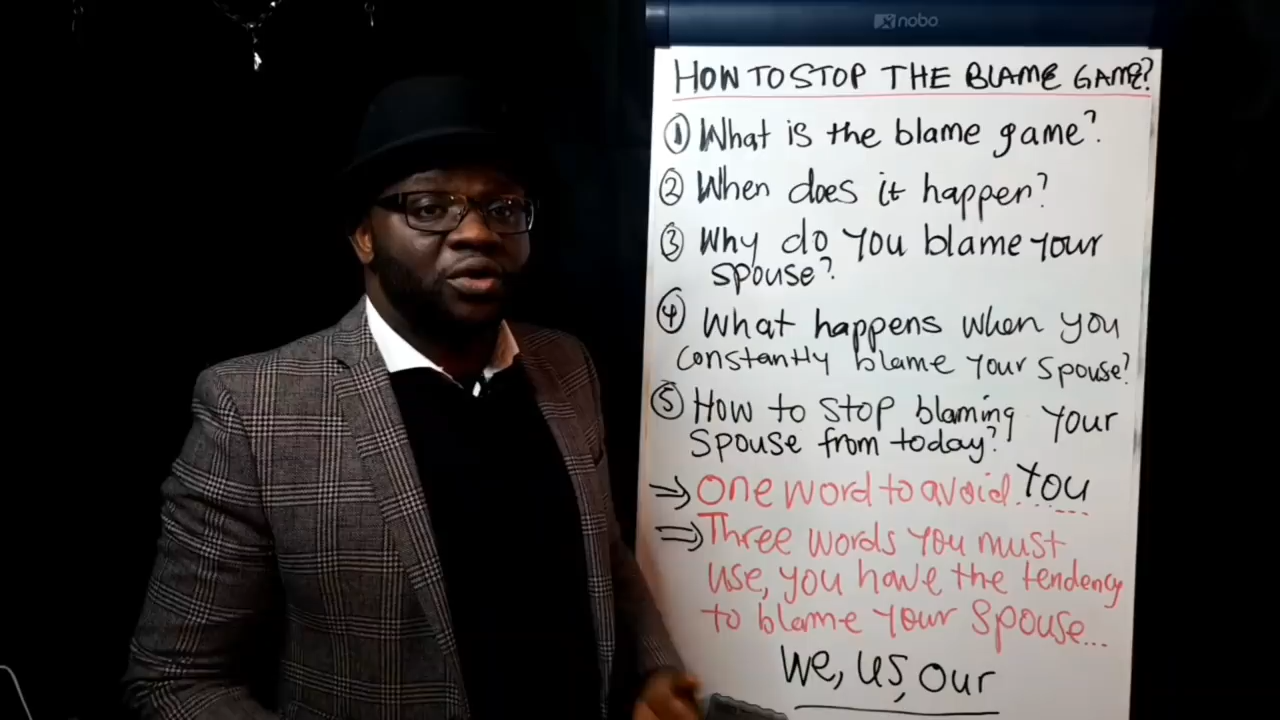 nobo
HOW TO STOP THE BLAME GAME?
① What is the blame game?
② When does it happen?
③ Why do you blame your
spouse?
④ What happens when you
constantly blame your spouse?
⑤ How to stop blaming your
spouse from today?
⇒ One word to avoid... You
⇒ Three words you must
use, you have the tendency
to blame your spouse...
We, us, our